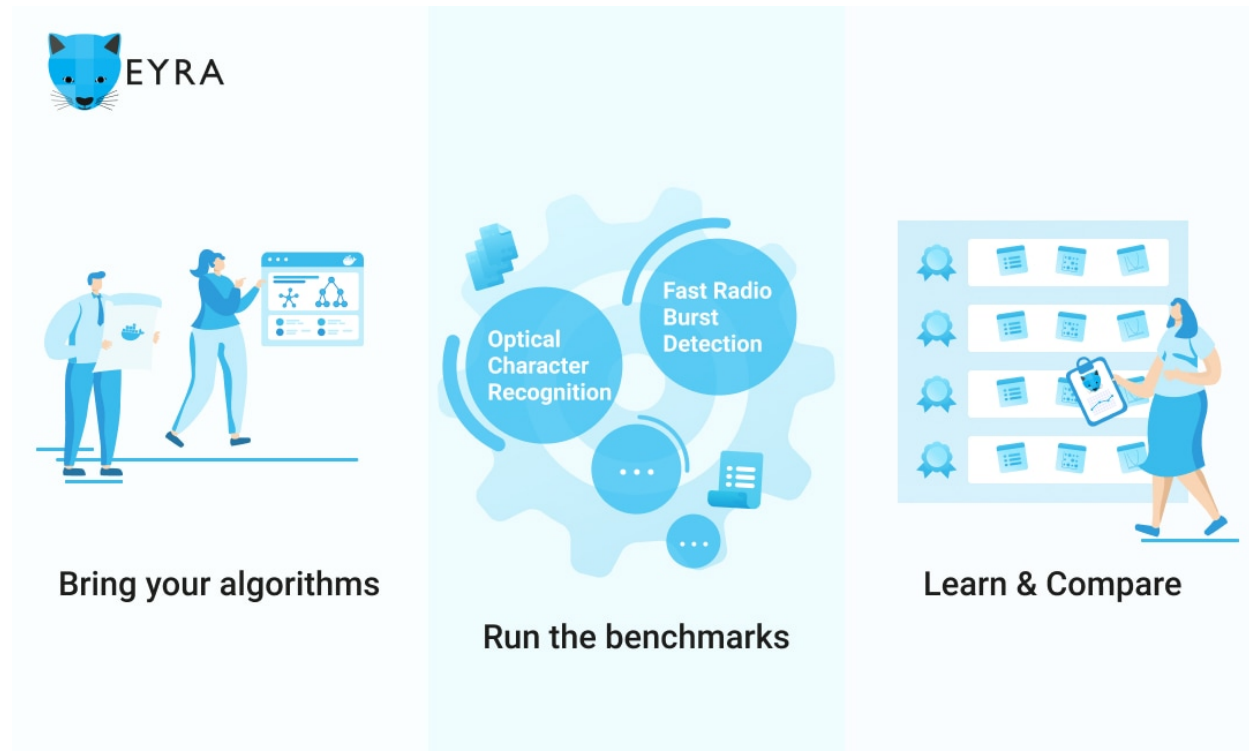 EYRA
Optical
Character
Recognition
Fast Radio
Burst
Detection
...
...
Bring your algorithms
Run the benchmarks
Learn & Compare